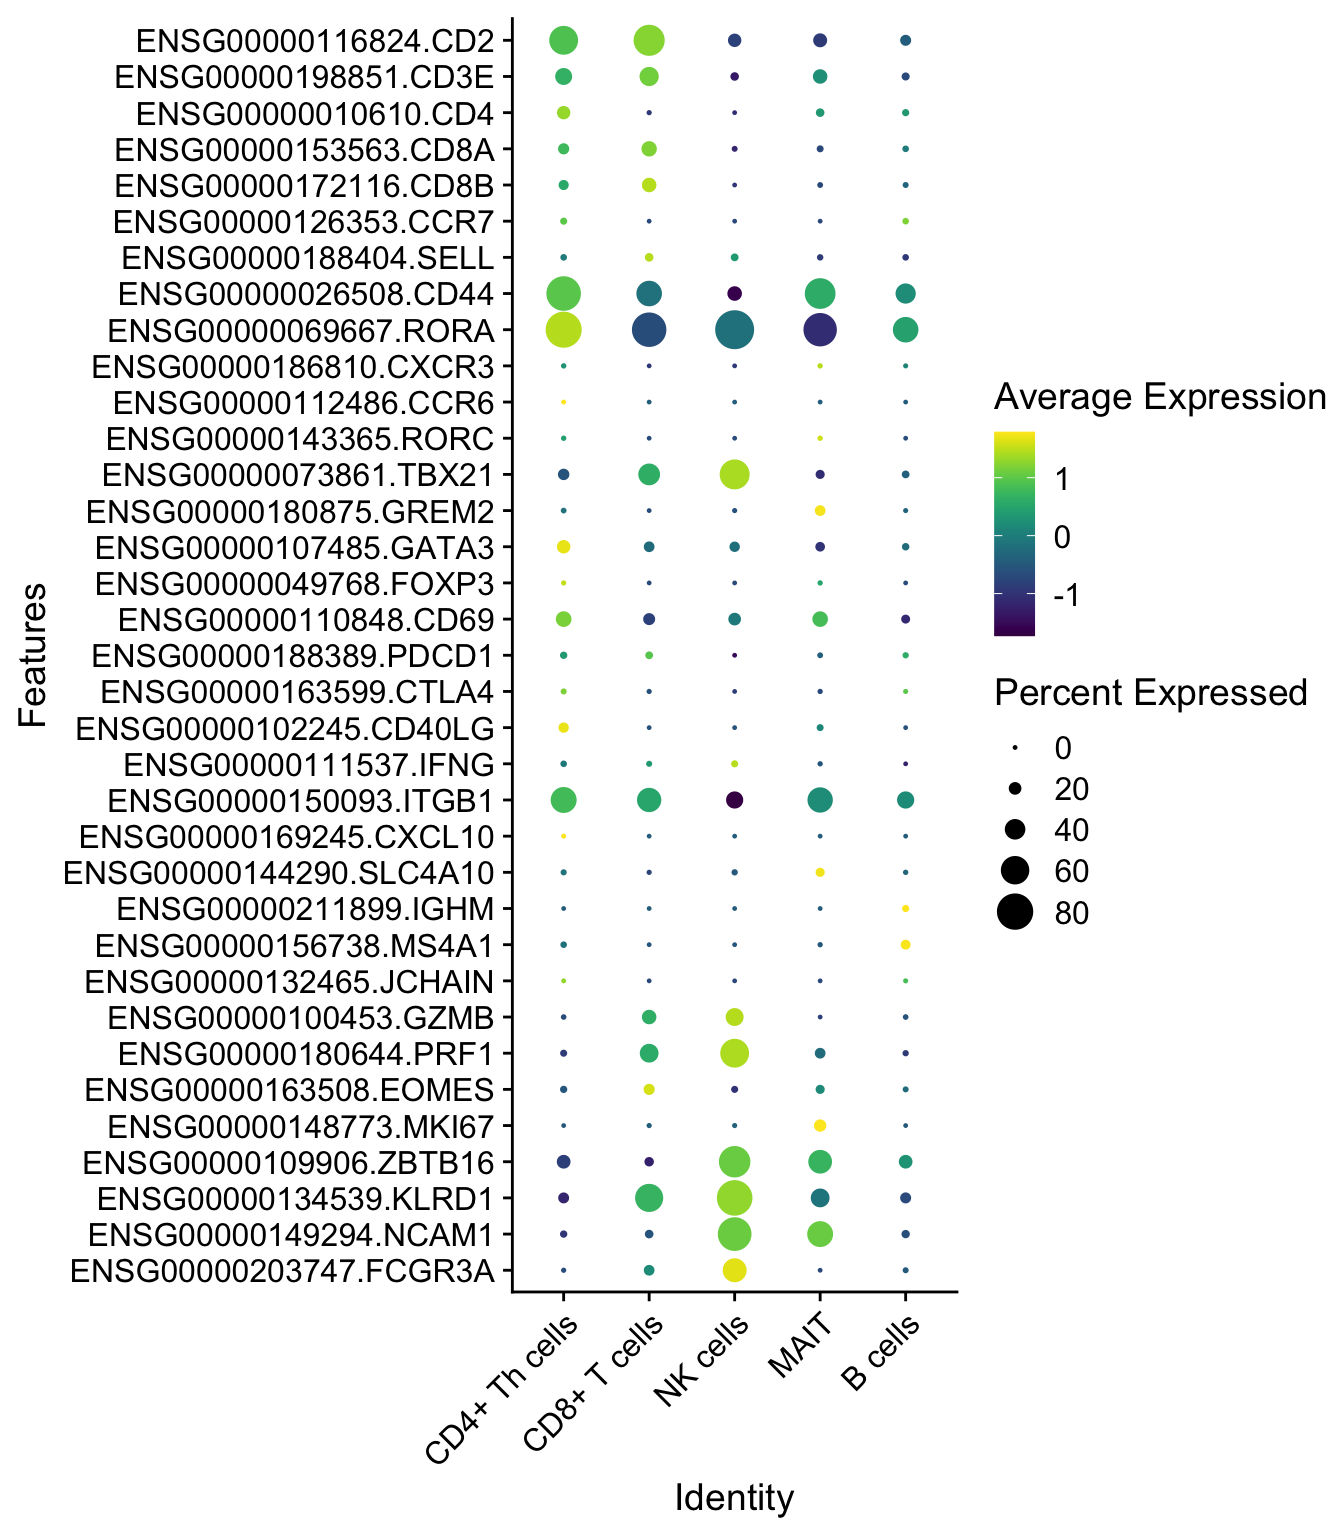 ENSG00000116824.CD2
ENSG00000198851.CD3E
ENSG00000010610.CD4
ENSG00000153563.CD8A
ENSG00000172116.CD8B
ENSG00000126353.CCR7
ENSG00000188404.SELL
ENSG00000026508.CD44
ENSG00000069667.RORA
ENSG00000186810.CXCR3
ENSG00000112486.CCR6
ENSG00000143365.RORC
ENSG00000073861.TBX21
ENSG00000180875.GREM2
ENSG00000107485.GATA3
ENSG00000049768.FOXP3
ENSG00000110848.CD69
ENSG00000188389.PDCD1
ENSG00000163599.CTLA4
ENSG00000102245.CD40LG
ENSG00000111537.IFNG
ENSG00000150093.ITGB1
ENSG00000169245.CXCL10
ENSG00000144290.SLC4A10
ENSG00000211899.IGHM
ENSG00000156738.MS4A1
ENSG00000132465.JCHAIN
ENSG00000100453.GZMB
ENSG00000180644.PRF1
ENSG00000163508.EOMES
ENSG00000148773.MKI67
ENSG00000109906.ZBTB16
ENSG00000134539.KLRD1
ENSG00000149294.NCAM1
ENSG00000203747.FCGR3A
Features
CD4+ Th cells
CD8+ T cells
NK cells
MAIT
B cells
Identity
Average Expression
1
0
-1
Percent Expressed
0
20
40
60
80